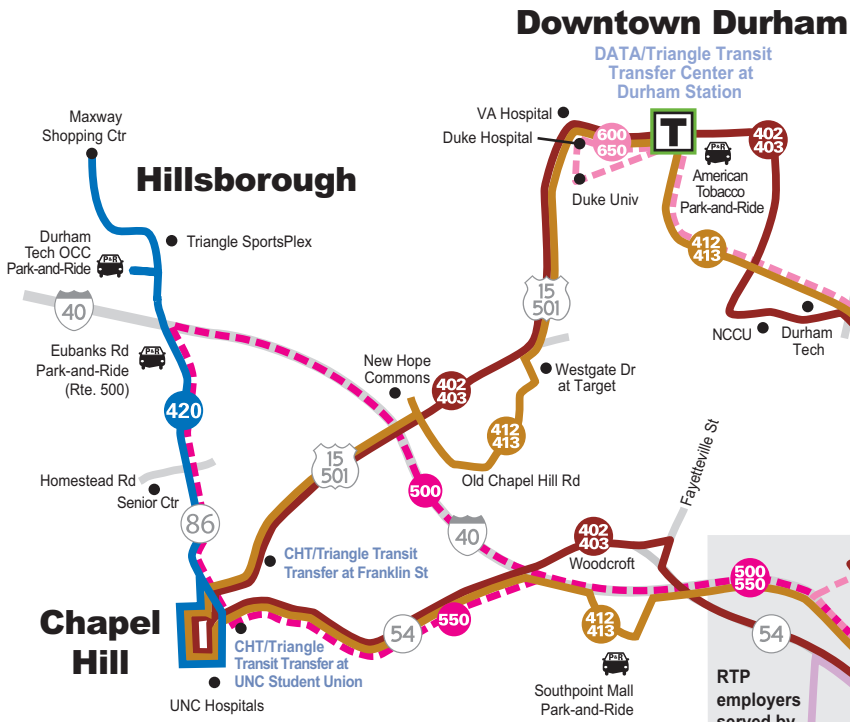 Downtown Durham
DATA/Triangle Transit
Transfer Center at
Durham Station
Maxway
Shopping Ctr
VA Hospital
Duke Hospital
600
650
T
402
403
P&R
American
Tobacco
Park-and-Ride
Hillsborough
Duke Univ
Durham
Tech OCC
Park-and-Ride
P&R
Triangle SportsPlex
412
413
40
15
501
NCCU
Durham
Tech
Eubanks Rd
Park-and-Ride
(Rte. 500)
P&R
New Hope
Commons
402
403
Westgate Dr
at Target
420
412
413
15
501
Old Chapel Hill Rd
Fayetteville St
Homestead Rd
Senior Ctr
500
86
40
402
403
Woodcroft
CHT/Triangle Transit
Transfer at Franklin St
500
550
Chapel
Hill
550
54
412
413
54
CHT/Triangle
Transit Transfer at
UNC Student Union
UNC Hospitals
P&R
Southpoint Mall
Park-and-Ride
RTP
employers
served by